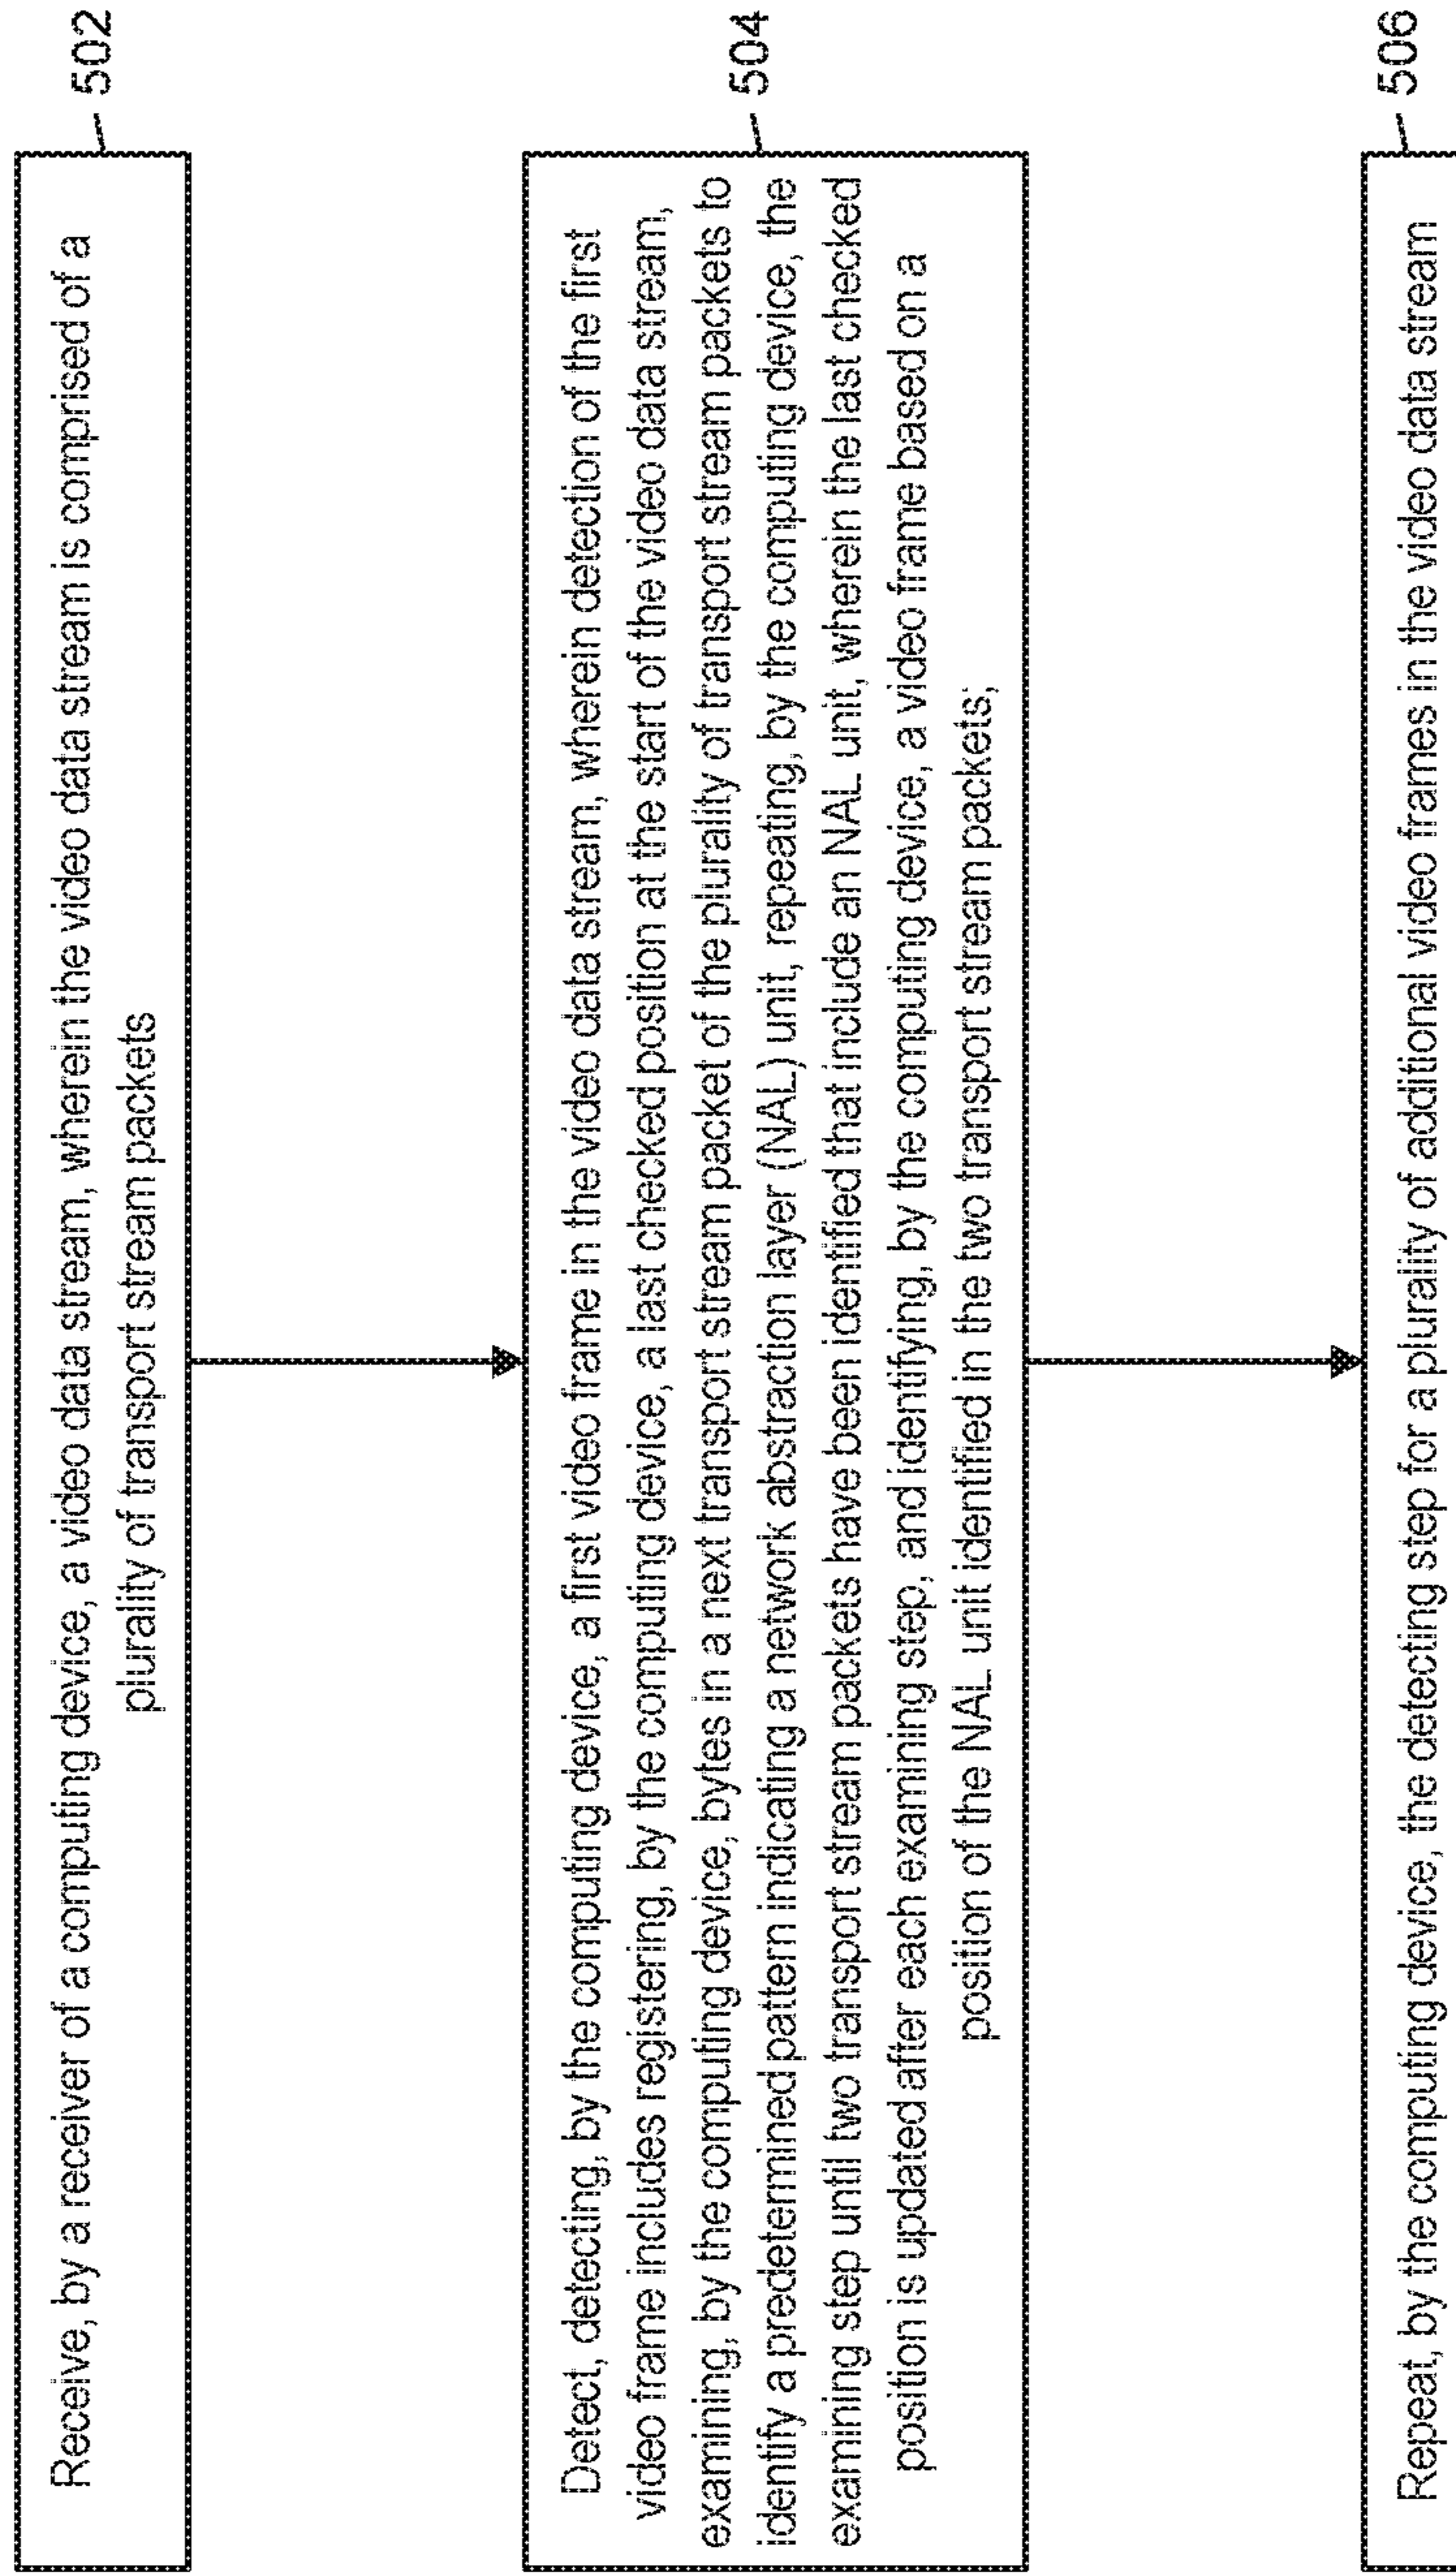 Receive, by a receiver of a computing device, a video data stream, wherein the video data stream is comprised of a
plurality of transport stream packets
502
Detect, detecting, by the computing device, a first video frame in the video data stream, wherein detection of the first
video frame includes registering, by the computing device, a last checked position at the start of the video data stream,
examining, by the computing device, bytes in a next transport stream packet of the plurality of transport stream packets to
identify a predetermined pattern indicating a network abstraction layer (NAL) unit, repeating, by the computing device, the
examining step until two transport stream packets have been identified that include an NAL unit, wherein the last checked
position is updated after each examining step, and identifying, by the computing device, a video frame based on a
position of the NAL unit identified in the two transport stream packets;
504
Repeat, by the computing device, the detecting step for a plurality of additional video frames in the video data stream
506